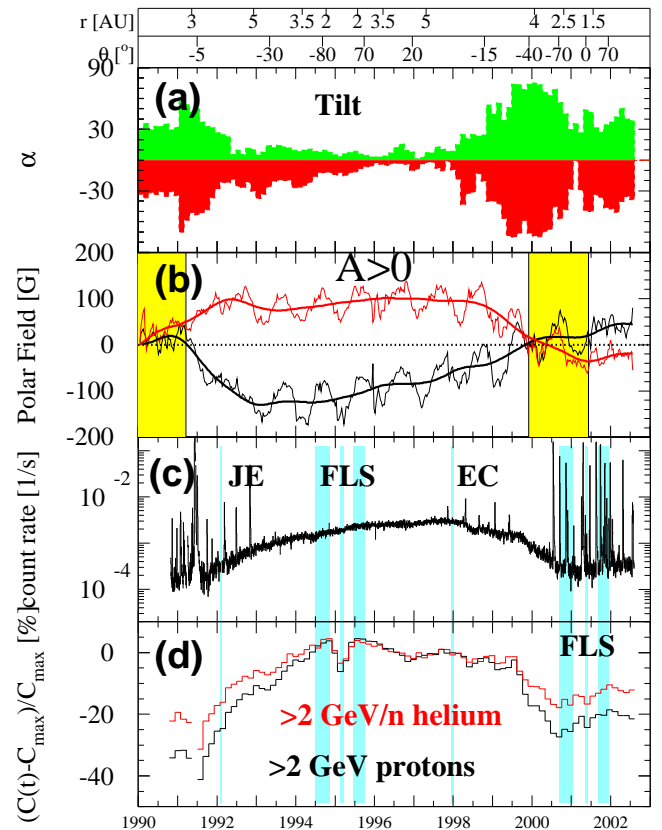 r [AU] 3 5 3.5 2 2 3.5 5 4 2.5 1.5
θ [°] -5 -30 -80 70 20 -15 -40 -70 0 70
90
(a) Tilt
30
α
-30
200
(b) A>0
100
Polar Field [G]
0
-100
-200
(c) JE FLS EC
10 -2
count rate [1/s]
10 -4
(d)
0
FLS
(C(t)-C max)/C max [%]
-20
>2 GeV/n helium
>2 GeV protons
-40
1990 1992 1994 1996 1998 2000 2002